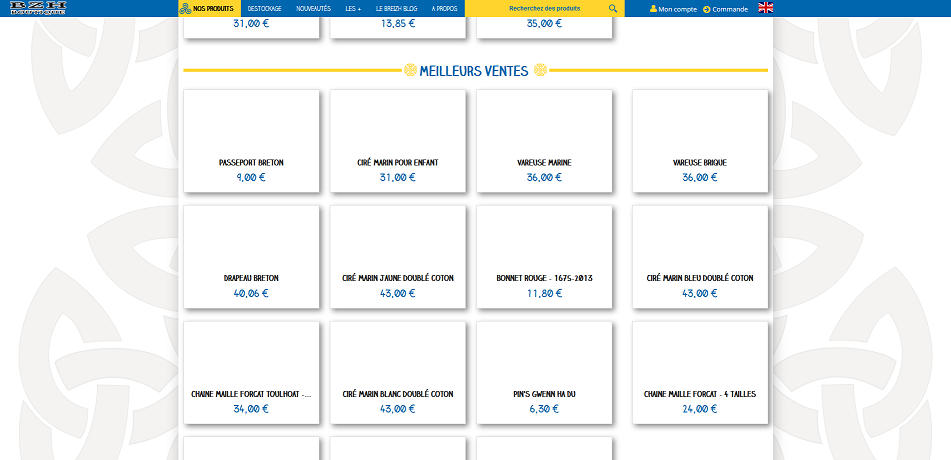 BZH
BOUTIQUE
NOS PRODUITS
DESTOCKAGE
NOUVEAUTÉS
LES +
LE BREIZH BLOG
A PROPOS
Recherchez des produits
Mon compte
Commande
31,00 €
13,85 €
35,00 €
MEILLEURS VENTES
PASSEPORT BRETON
9,00 €
CIRÉ MARIN POUR ENFANT
31,00 €
VAREUSE MARINE
36,00 €
VAREUSE BRIQUE
36,00 €
DRAPEAU BRETON
40,06 €
CIRÉ MARIN JAUNE DOUBLÉ COTON
43,00 €
BONNET ROUGE - 1675-2013
11,80 €
CIRÉ MARIN BLEU DOUBLÉ COTON
43,00 €
CHAINE MAILLE FORCAT TOULHOAT -...
34,00 €
CIRÉ MARIN BLANC DOUBLÉ COTON
43,00 €
PIN'S GWENN HA DU
6,30 €
CHAINE MAILLE FORCAT - 4 TAILLES
24,00 €